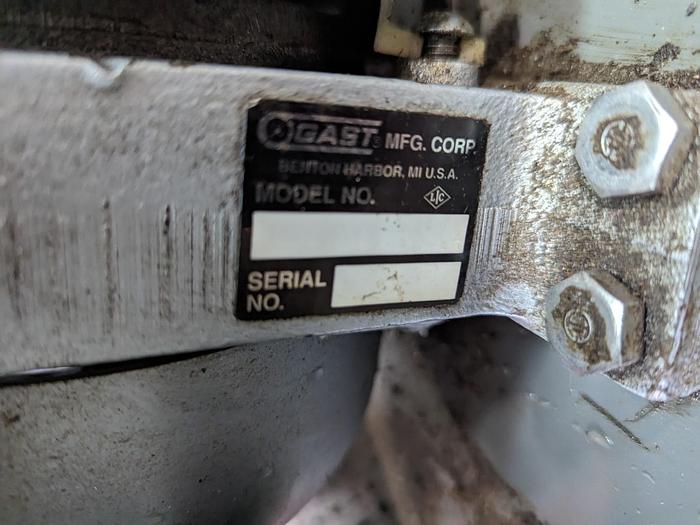 GAST MFG. CORP.
BENTON HARBOR, MI U.S.A.
MODEL NO.
L/C
SERIAL
NO.